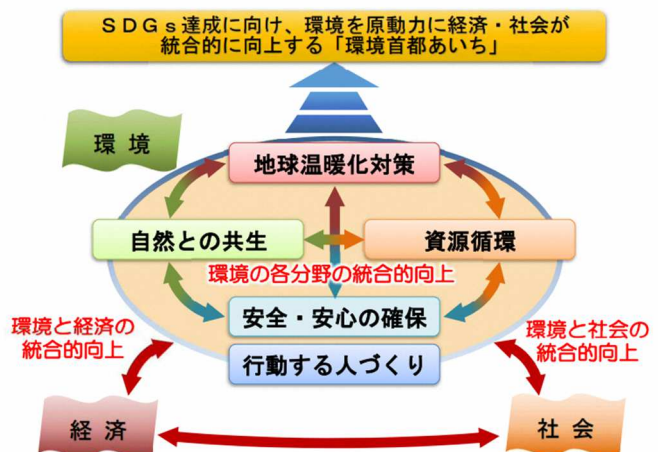 ＳＤＧｓ達成に向け、環境を原動力に経済・社会が
統合的に向上する「環境首都あいち」
環 境
地球温暖化対策
自然との共生
資源循環
環境の各分野の統合的向上
安全・安心の確保
環境と経済の
統合的向上
環境と社会の
統合的向上
行動する人づくり
経 済
社 会